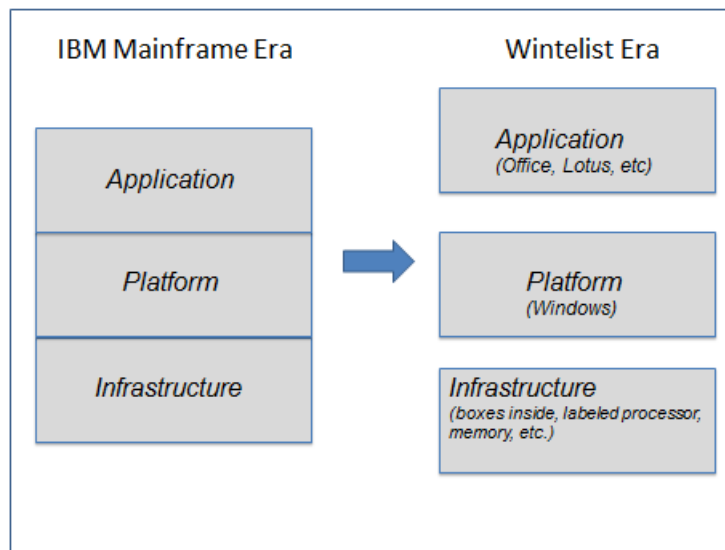 IBM Mainframe Era
Application
Platform
Infrastructure
Wintelist Era
Application
(Office, Lotus, etc)
Platform
(Windows)
Infrastructure
(boxes inside, labeled processor,
memory, etc.)